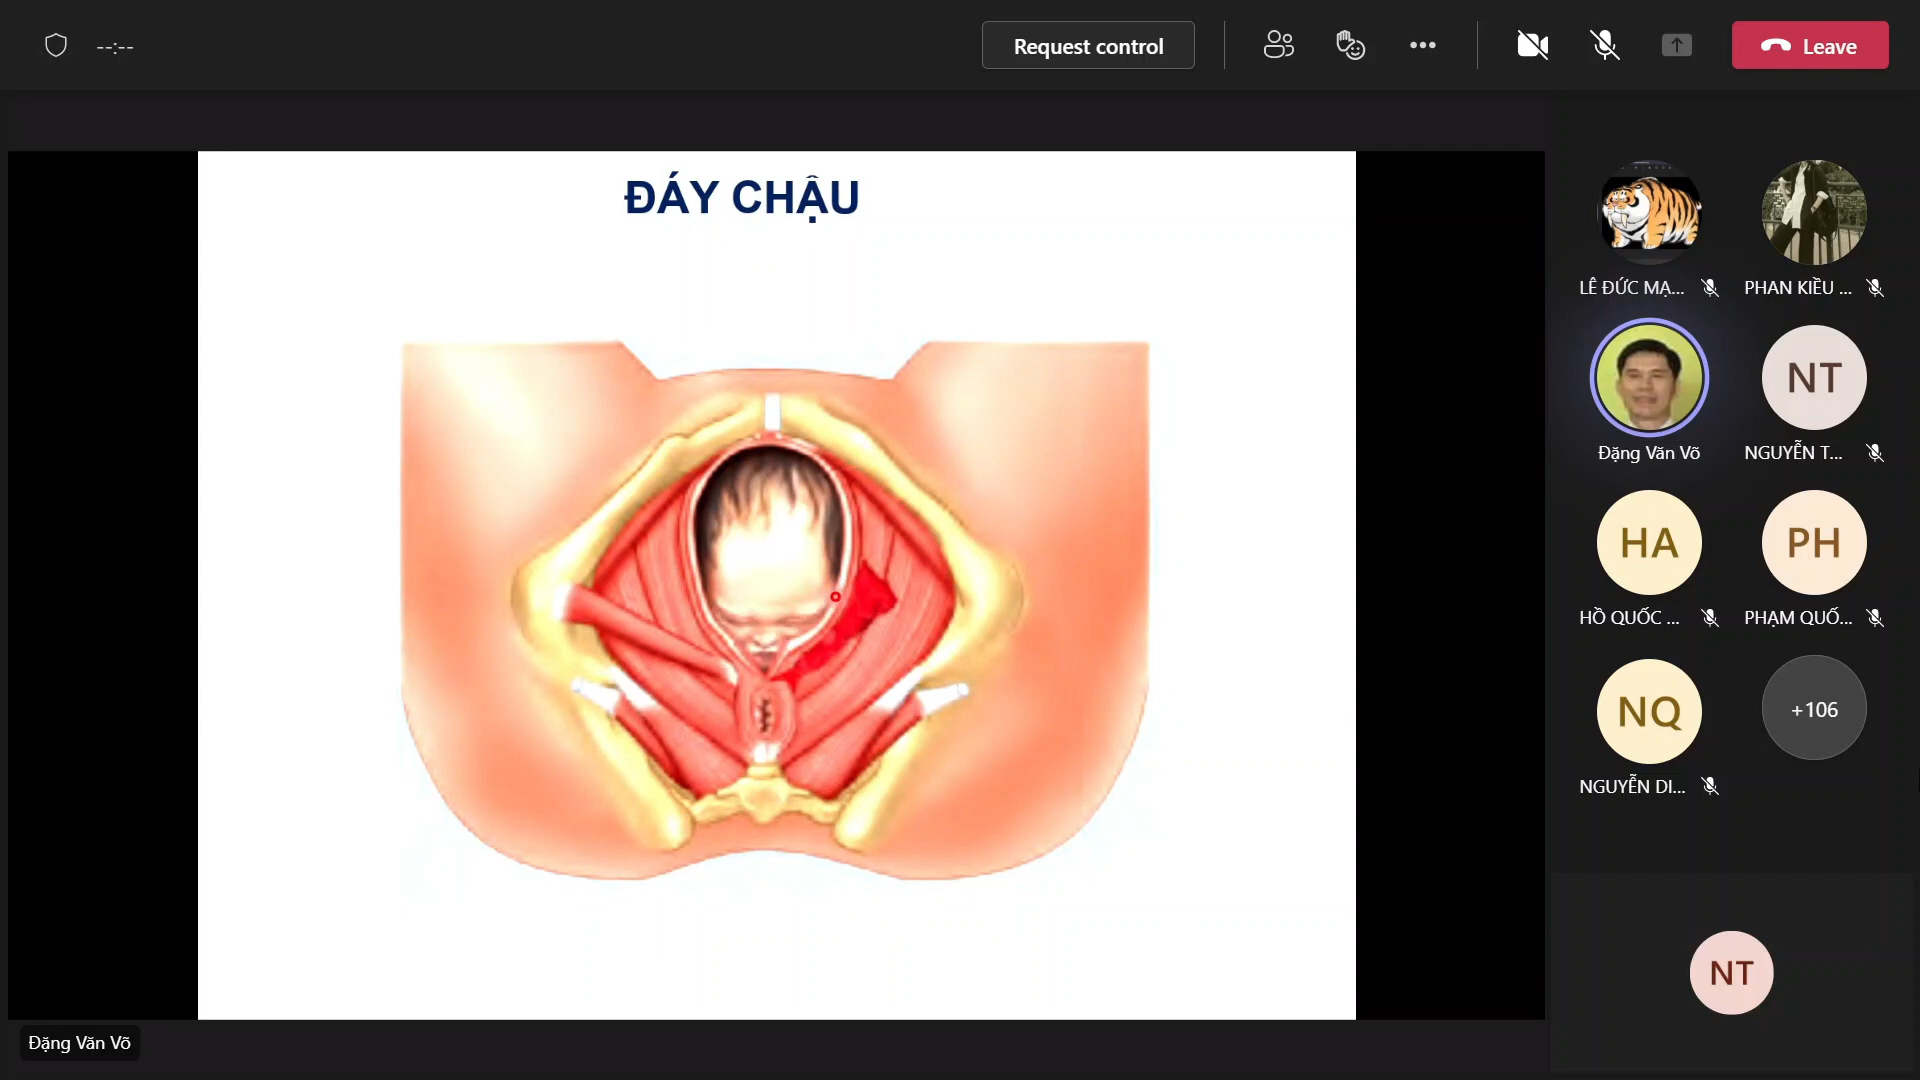 --:--
Request control
Leave
ĐÁY CHẬU
LÊ ĐỨC MẠ...
PHAN KIỀU ...
Đặng Văn Võ
NT
NGUYỄN T...
HA
HỒ QUỐC ...
PH
PHẠM QUỐ...
NQ
NGUYỄN DI...
+106
NT
Đặng Văn Võ